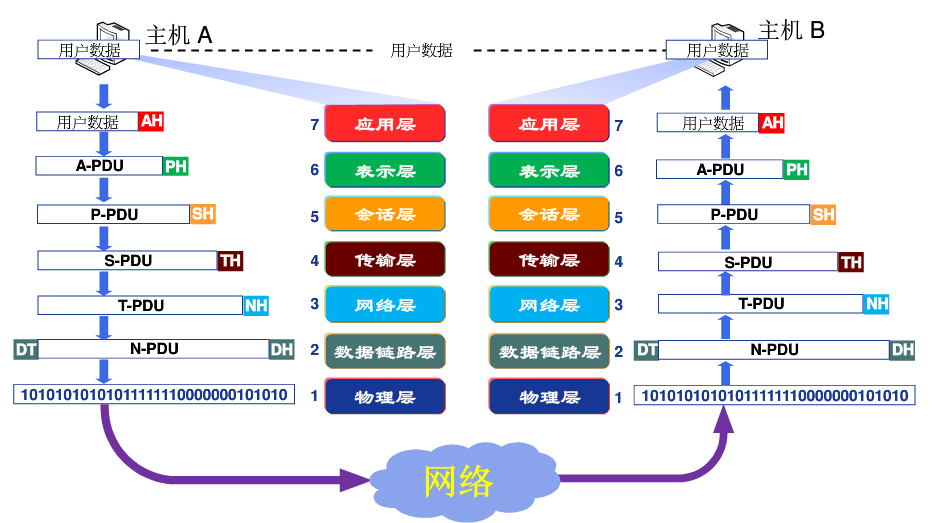 主机 A
用户数据
用户数据
主机 B
用户数据
用户数据 AH
7 应用层
应用层 7
用户数据 AH
A-PDU PH
6 表示层
表示层 6
A-PDU PH
P-PDU SH
5 会话层
会话层 5
P-PDU SH
S-PDU TH
4 传输层
传输层 4
S-PDU TH
T-PDU NH
3 网络层
网络层 3
T-PDU NH
DT N-PDU DH
2 数据链路层
数据链路层 2
DT N-PDU DH
10101010101011111110000000101010
1 物理层
物理层 1
10101010101011111110000000101010
网络